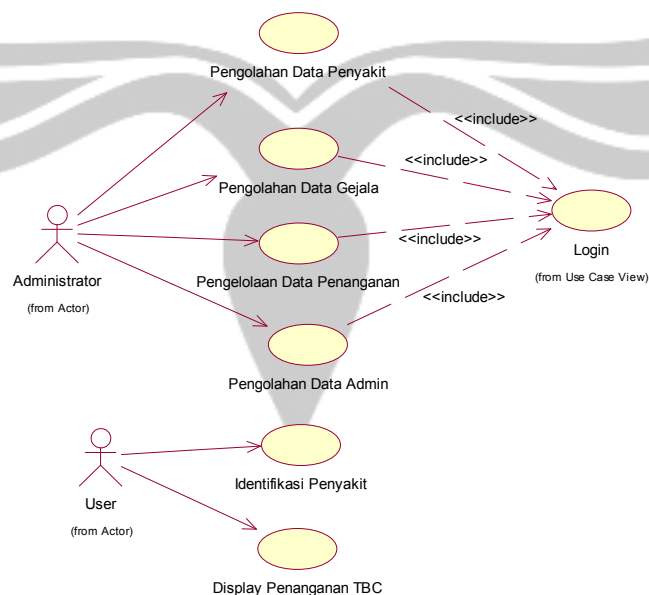 Pengolahan Data Penyakit
<<include>>
<<include>>
Pengolahan Data Gejala
<<include>>
Login
(from Use Case View)
Administrator
(from Actor)
Pengelolaan Data Penanganan
<<include>>
Pengolahan Data Admin
Identifikasi Penyakit
User
(from Actor)
Display Penanganan TBC